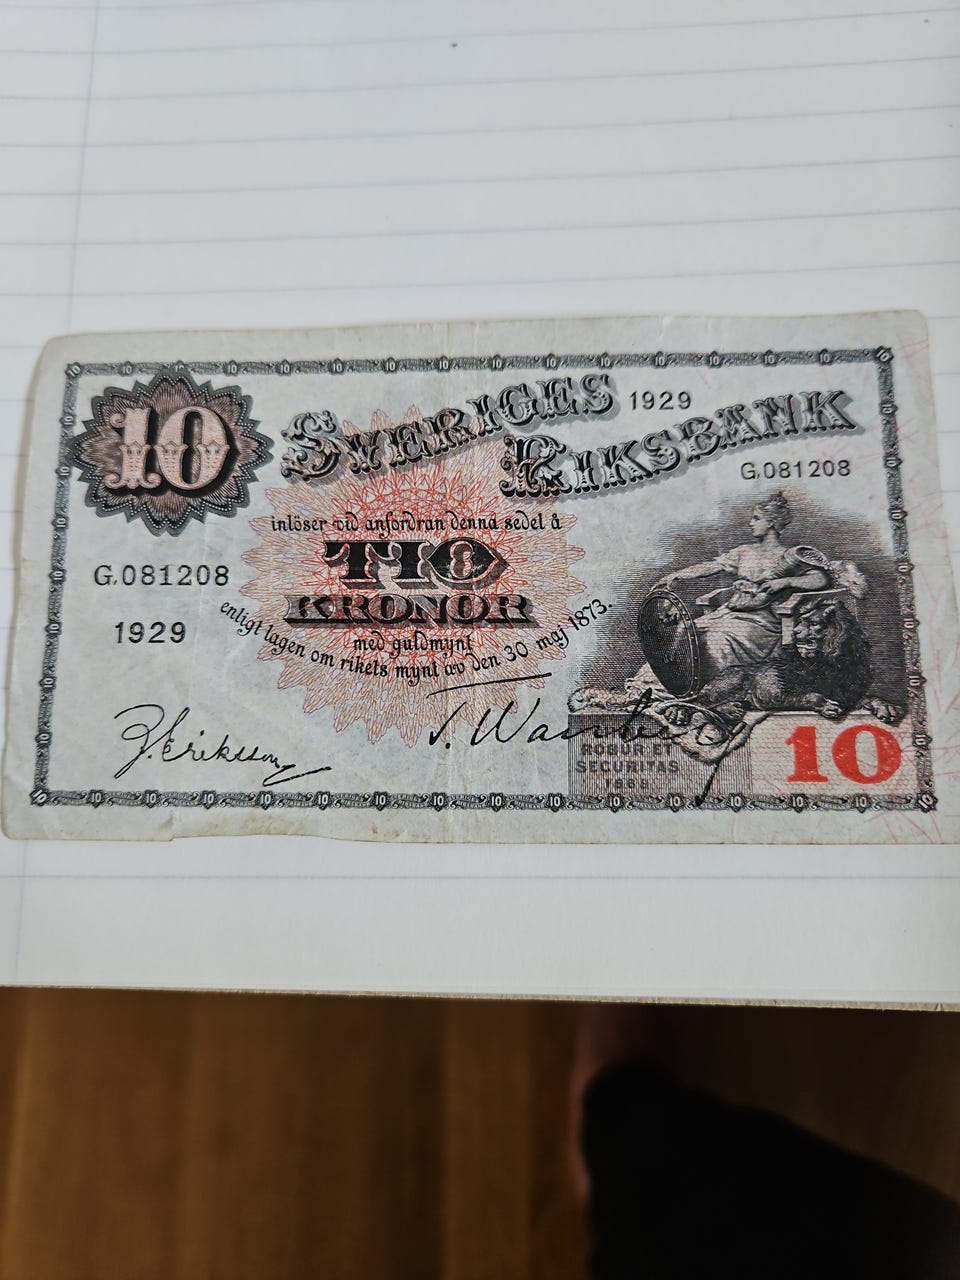 10
SVERIGES 1929
RIKSBANK
G.081208
inlöser vid anfordran denna sedel å
TIO
KRONOR
med guldmynt
enligt lagen om rikets mynt av den 30 maj 1873.
G.081208
1929
ROBUR ET
SECURITAS
1668
10